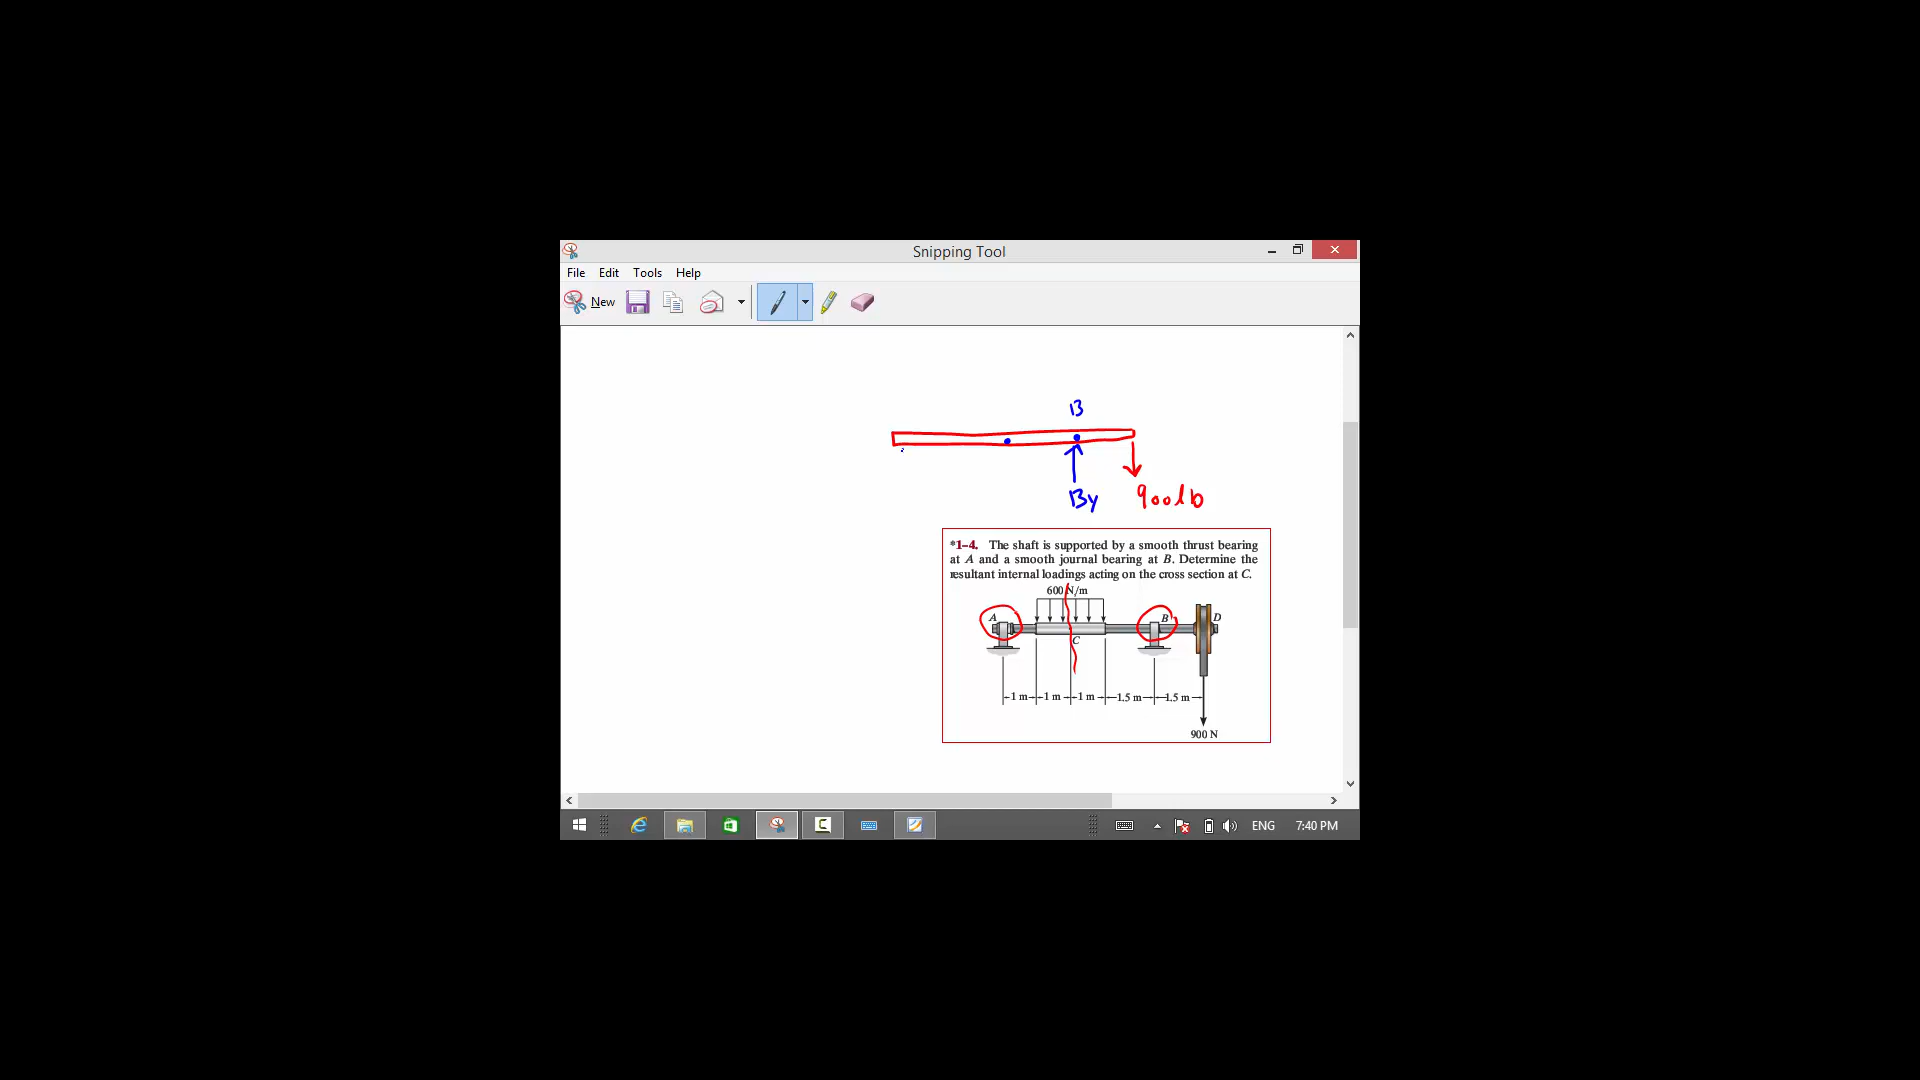 Snipping Tool
File Edit Tools Help
New
B
By
900lb
*1–4. The shaft is supported by a smooth thrust bearing
at A and a smooth journal bearing at B. Determine the
resultant internal loadings acting on the cross section at C.
600 N/m
A B D
C
1 m 1 m 1 m 1.5 m 1.5 m
900 N
ENG 7:40 PM